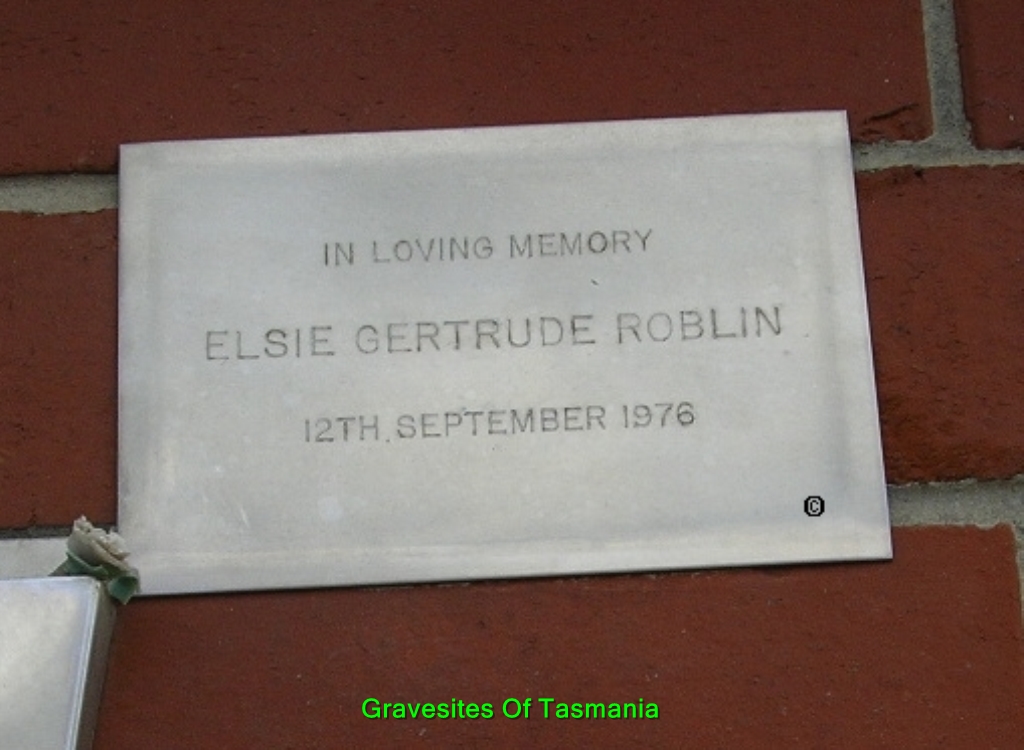 IN LOVING MEMORY
ELSIE GERTRUDE ROBLIN
12TH. SEPTEMBER 1976
©
Gravesites Of Tasmania